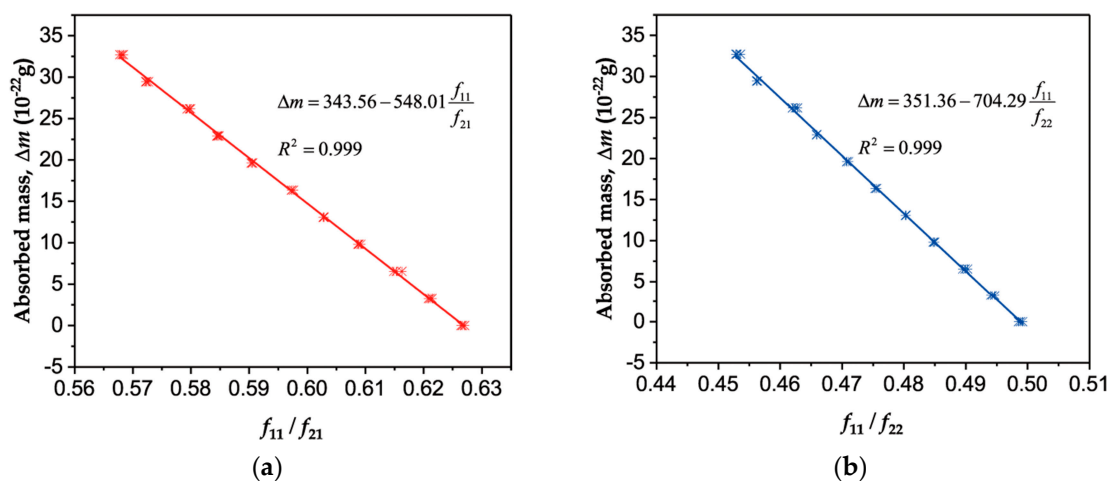 Absorbed mass, Δm (10⁻²²g)
35
30
25
20
15
10
5
0
-5
Δm = 343.56 − 548.01 f₁₁/f₂₁
R² = 0.999
0.56 0.57 0.58 0.59 0.60 0.61 0.62 0.63
f₁₁ / f₂₁
(a)
Absorbed mass, Δm (10⁻²²g)
35
30
25
20
15
10
5
0
-5
Δm = 351.36 − 704.29 f₁₁/f₂₂
R² = 0.999
0.44 0.45 0.46 0.47 0.48 0.49 0.50 0.51
f₁₁ / f₂₂
(b)